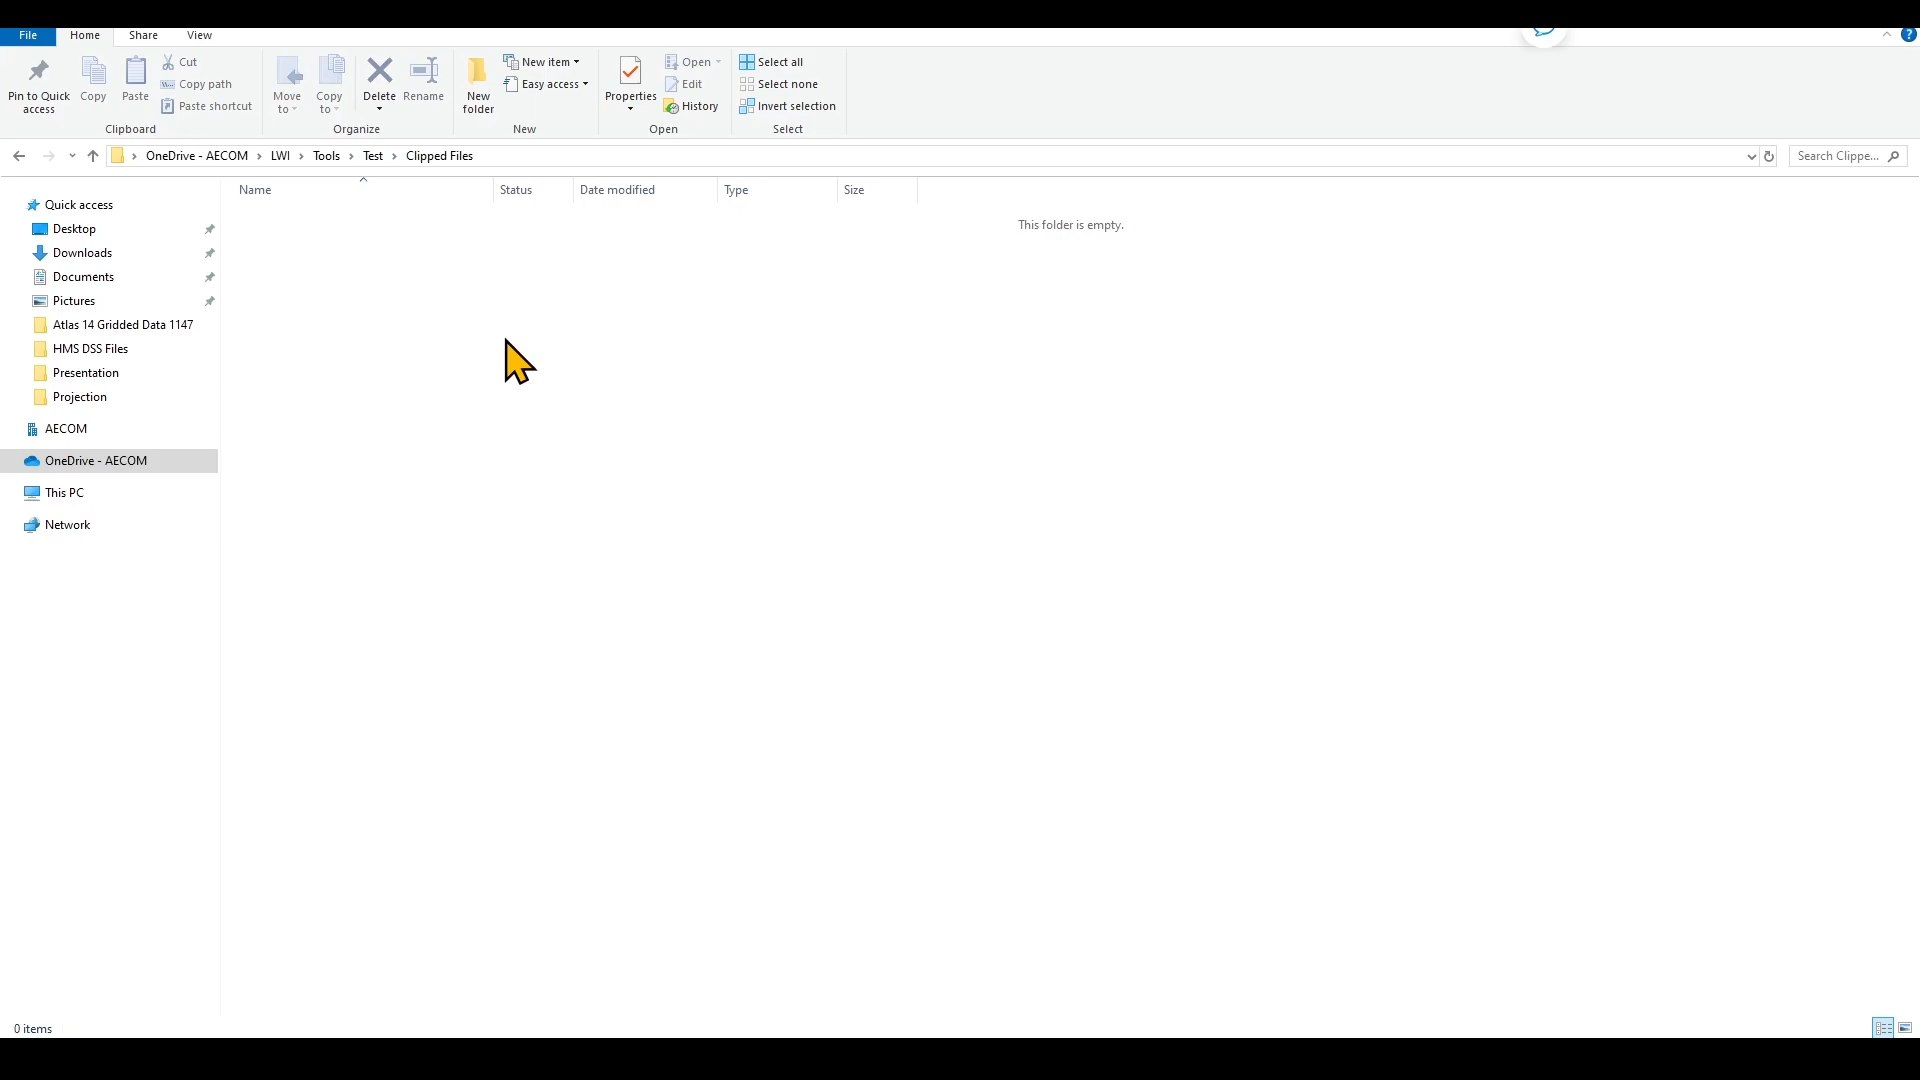 File Home Share View
?
Cut
Copy path
Paste shortcut
Pin to Quick access
Copy
Paste
Clipboard
Move to
Copy to
Delete
Rename
Organize
New folder
New item
Easy access
New
Properties
Open
Edit
History
Open
Select all
Select none
Invert selection
Select
OneDrive - AECOM > LWI > Tools > Test > Clipped Files
Search Clippe...
Name Status Date modified Type Size
This folder is empty.
Quick access
Desktop
Downloads
Documents
Pictures
Atlas 14 Gridded Data 1147
HMS DSS Files
Presentation
Projection
AECOM
OneDrive - AECOM
This PC
Network
0 items